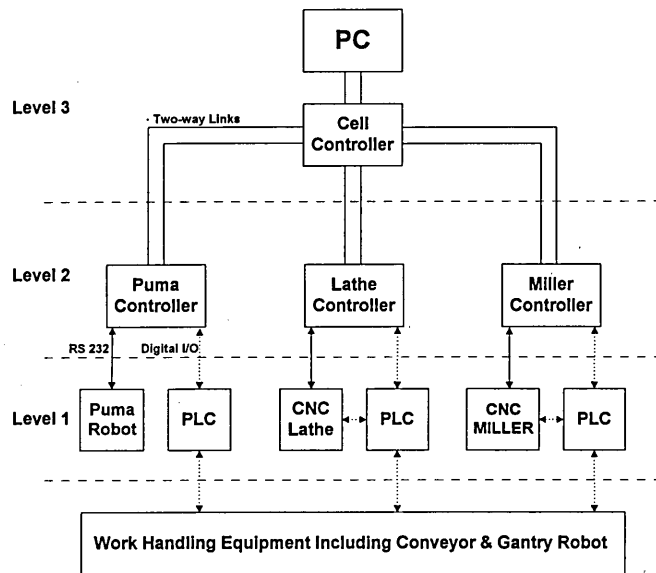 PC
Level 3
Two-way Links
Cell
Controller
Level 2
Puma
Controller
Lathe
Controller
Miller
Controller
RS 232
Digital I/O
Level 1
Puma
Robot
PLC
CNC
Lathe
PLC
CNC
MILLER
PLC
Work Handling Equipment Including Conveyor & Gantry Robot